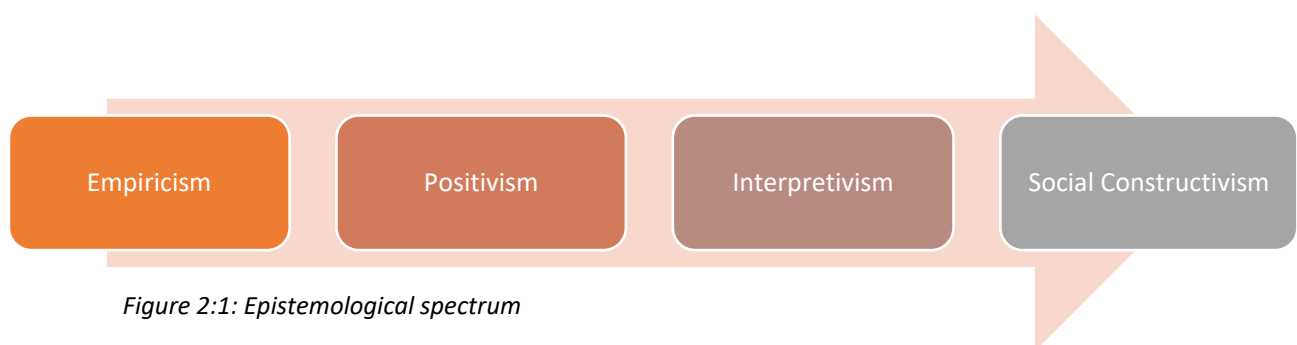 Empiricism
Positivism
Interpretivism
Social Constructivism
Figure 2:1: Epistemological spectrum